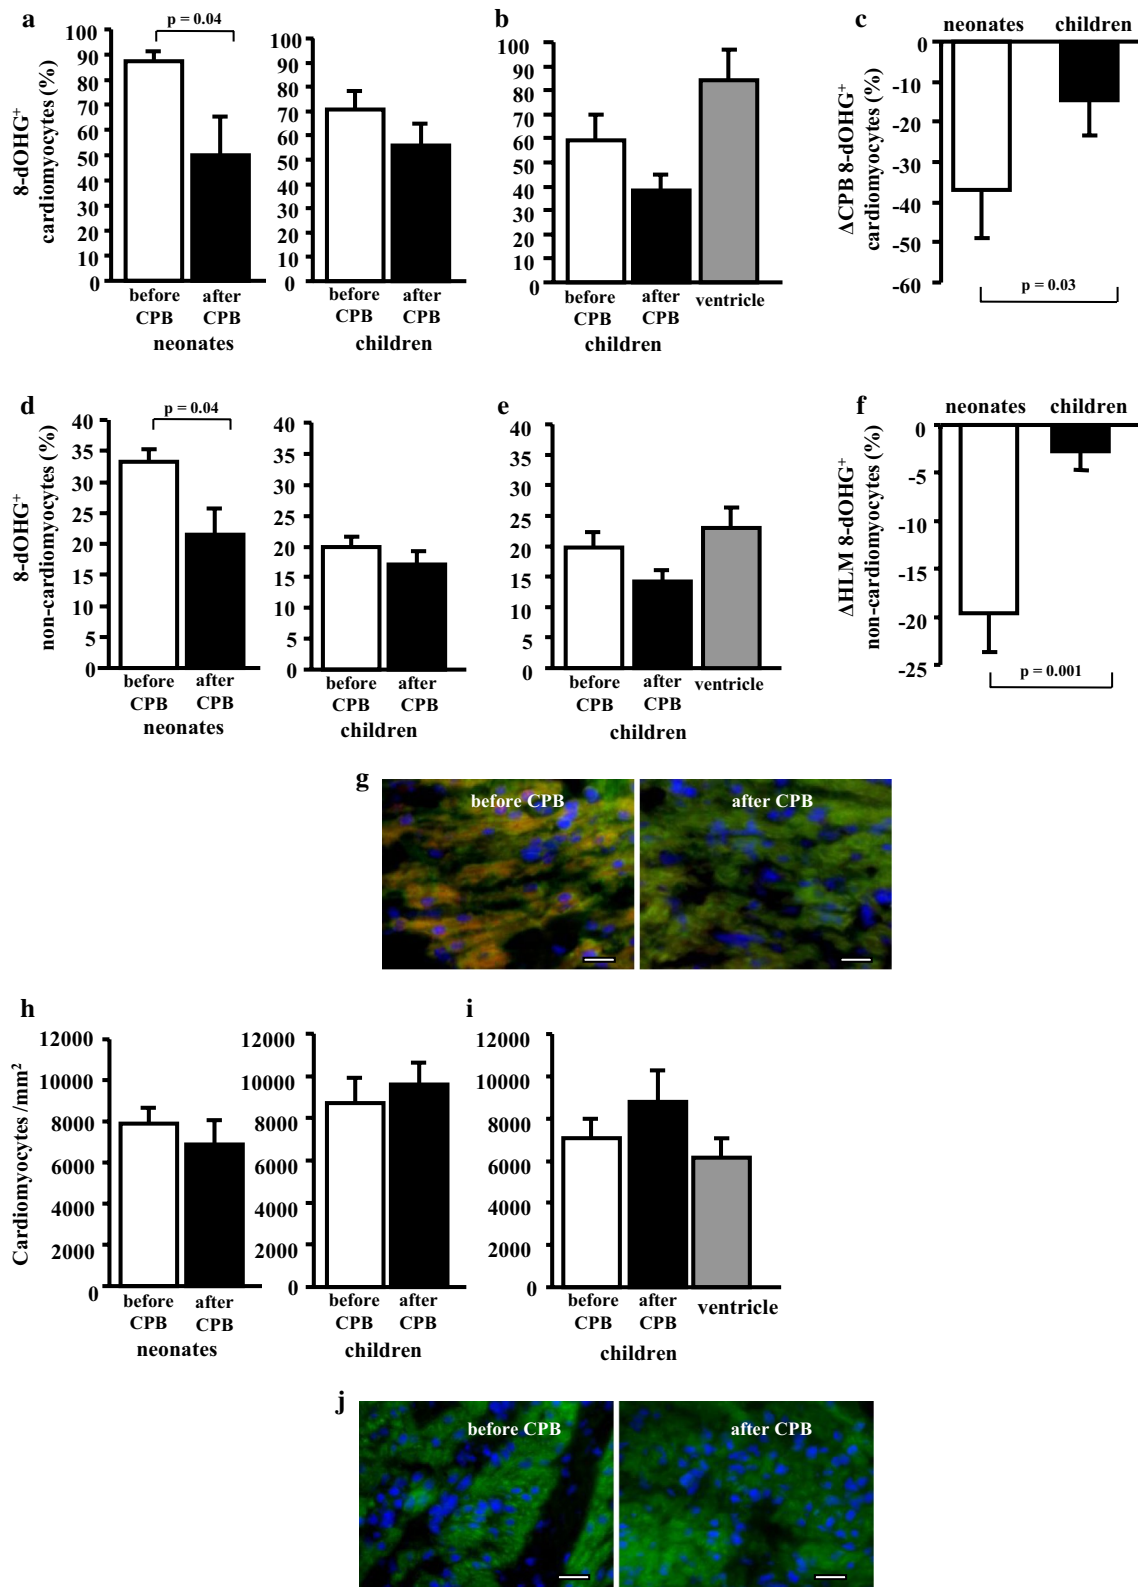 a
p = 0.04
8-dOHG⁺
cardiomyocytes (%)
100
90
80
70
60
50
40
30
20
10
0
before
CPB
after
CPB
neonates
100
90
80
70
60
50
40
30
20
10
0
before
CPB
after
CPB
children
b
100
90
80
70
60
50
40
30
20
10
0
before
CPB
after
CPB
ventricle
children
c
neonates
children
ΔCPB 8-dOHG⁺
cardiomyocytes (%)
0
-10
-20
-30
-40
-50
-60
p = 0.03
d
p = 0.04
8-dOHG⁺
non-cardiomyocytes (%)
40
35
30
25
20
15
10
5
0
before
CPB
after
CPB
neonates
40
35
30
25
20
15
10
5
0
before
CPB
after
CPB
children
e
40
35
30
25
20
15
10
5
0
before
CPB
after
CPB
ventricle
children
f
neonates
children
ΔHLM 8-dOHG⁺
non-cardiomyocytes (%)
0
-5
-10
-15
-20
-25
p = 0.001
g
before CPB
after CPB
h
Cardiomyocytes /mm²
12000
10000
8000
6000
4000
2000
0
before
CPB
after
CPB
neonates
12000
10000
8000
6000
4000
2000
0
before
CPB
after
CPB
children
i
12000
10000
8000
6000
4000
2000
0
before
CPB
after
CPB
ventricle
children
j
before CPB
after CPB